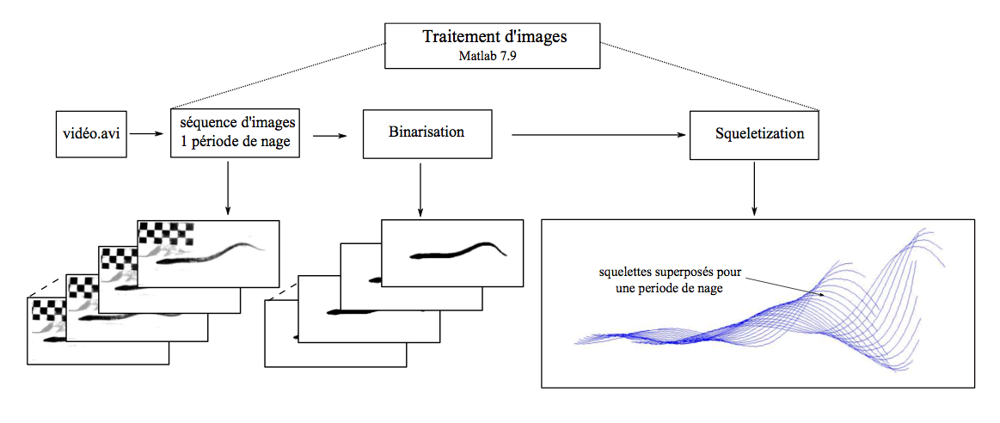 Traitement d'images
Matlab 7.9
vidéo.avi
séquence d'images
1 période de nage
Binarisation
Squeletization
squelettes superposés pour
une periode de nage